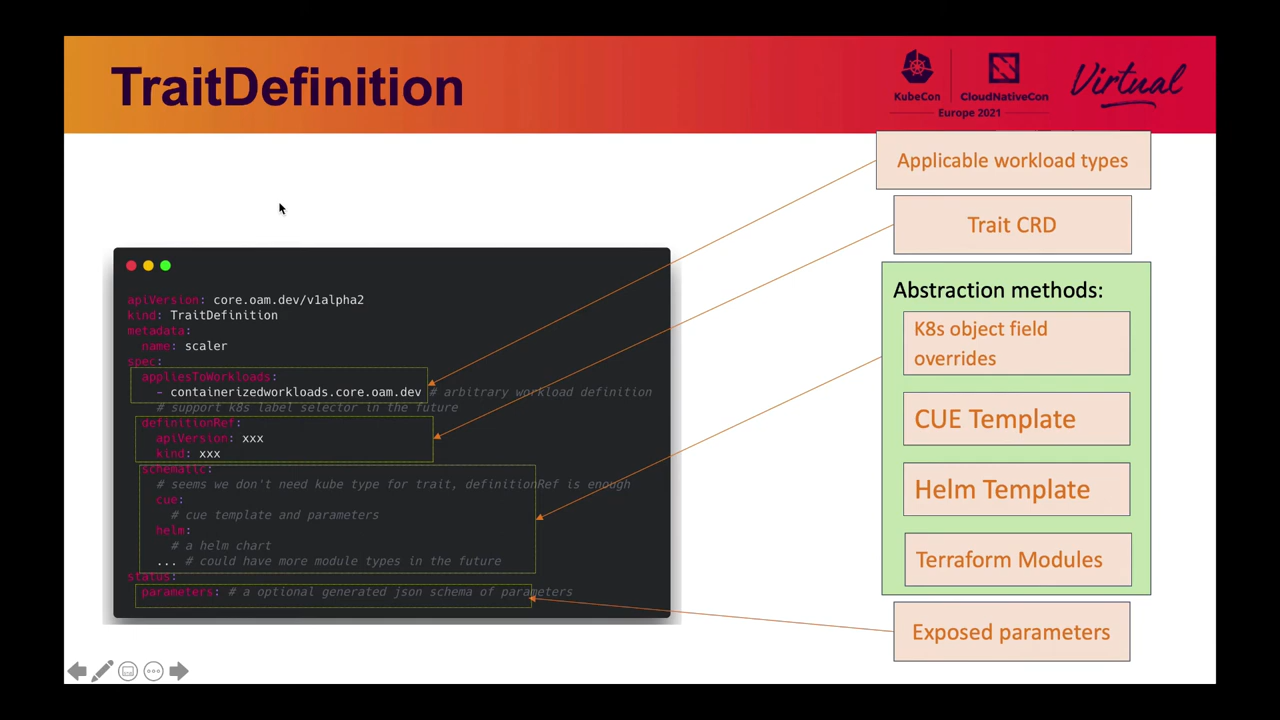 TraitDefinition
KubeCon
CloudNativeCon
Europe 2021
Virtual
apiVersion: core.oam.dev/v1alpha2
kind: TraitDefinition
metadata:
name: scaler
spec:
appliesToWorkloads:
- containerizedworkloads.core.oam.dev # arbitrary workload definition
# support k8s label selector in the future
definitionRef:
apiVersion: xxx
kind: xxx
schematic:
# seems we don't need kube type for trait, definitionRef is enough
cue:
# cue template and parameters
helm:
# a helm chart
... # could have more module types in the future
status:
parameters: # a optional generated json schema of parameters
Applicable workload types
Trait CRD
Abstraction methods:
K8s object field
overrides
CUE Template
Helm Template
Terraform Modules
Exposed parameters